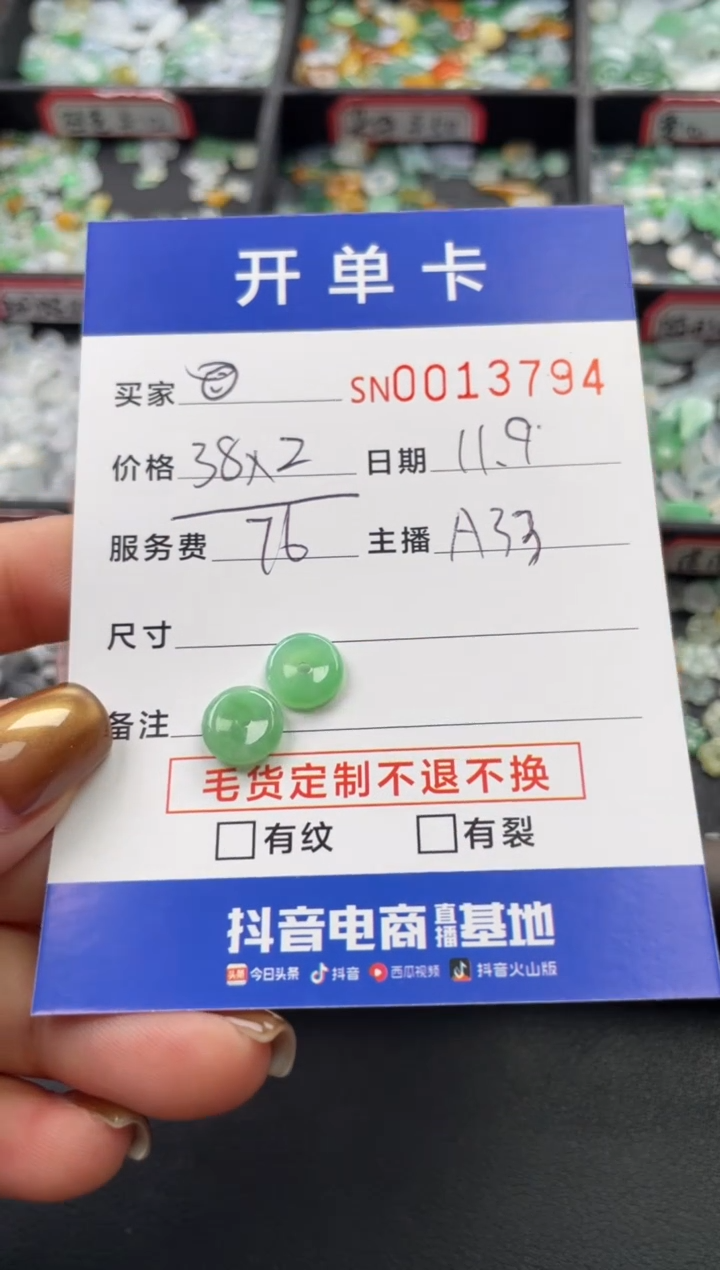 开单卡
买家 SN0013794
价格 38x2 日期 11.9
服务费 76 主播 A33
尺寸
备注
毛货定制不退不换
□有纹 □有裂
抖音电商直播基地
头条 今日头条 抖音 西瓜视频 抖音火山版